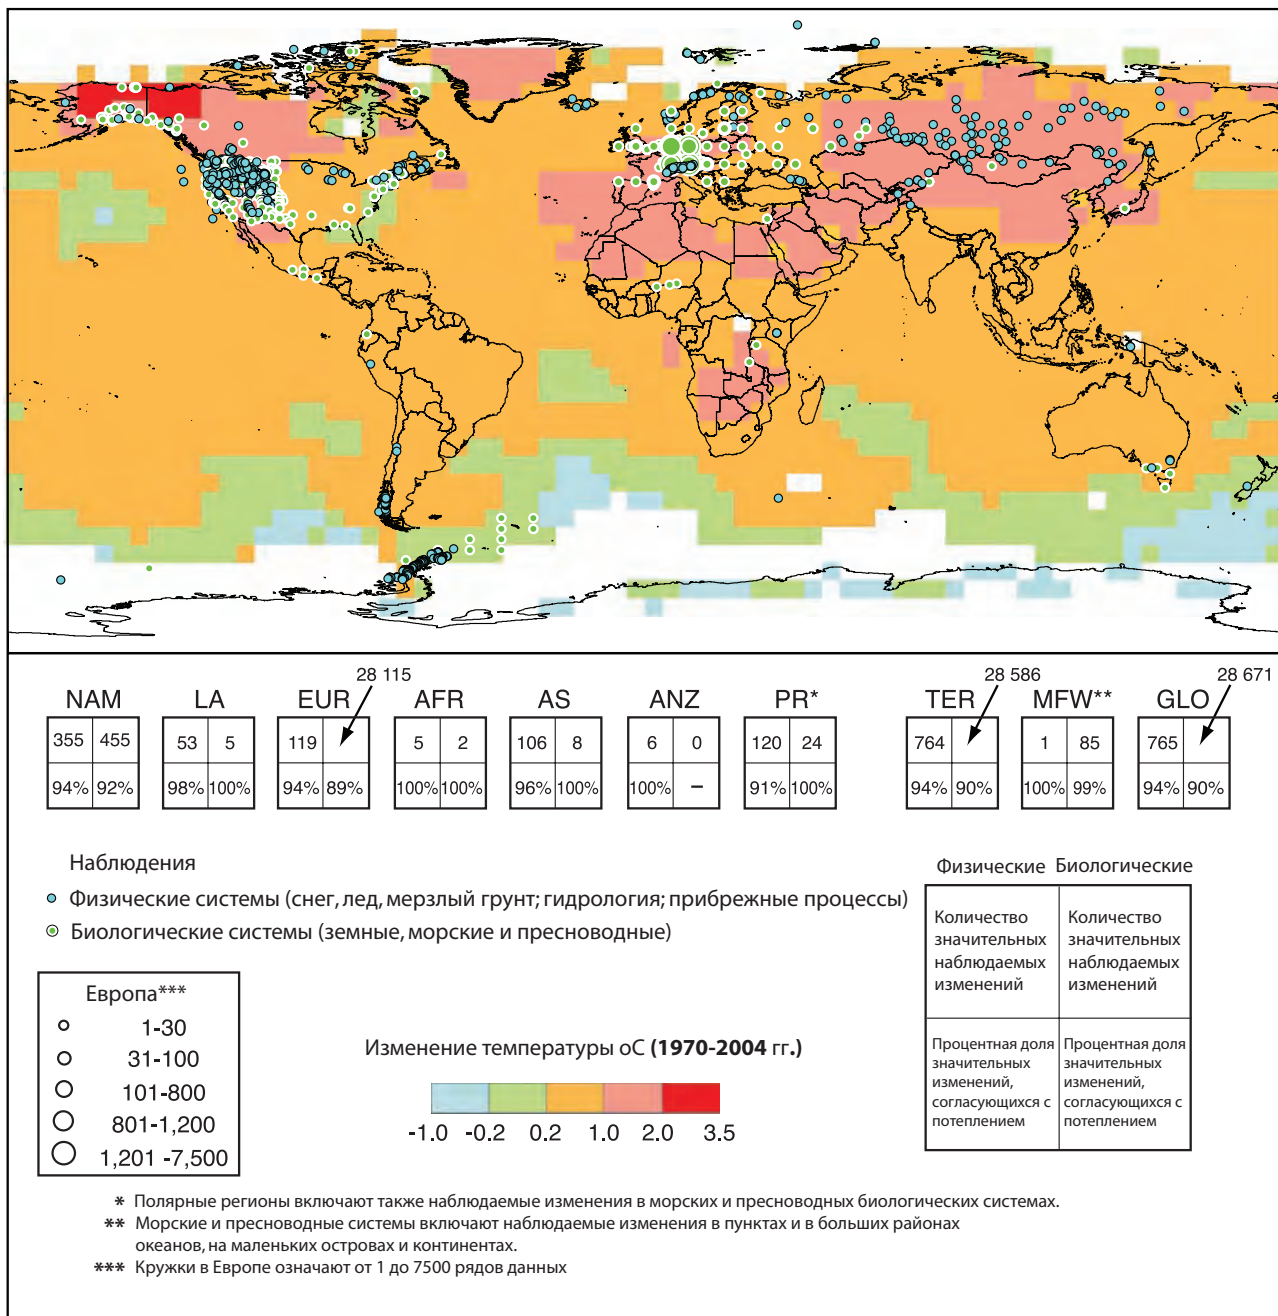 28 115
28 586
28 671
NAM
LA
EUR
AFR
AS
ANZ
PR*
TER
MFW**
GLO
355 455
53 5
119
5 2
106 8
6 0
120 24
764
1 85
765
94% 92%
98% 100%
94% 89%
100% 100%
96% 100%
100% –
91% 100%
94% 90%
100% 99%
94% 90%
Наблюдения
Физические системы (снег, лед, мерзлый грунт; гидрология; прибрежные процессы)
Биологические системы (земные, морские и пресноводные)
Физические Биологические
Количество
значительных
наблюдаемых
изменений
Количество
значительных
наблюдаемых
изменений
Процентная доля
значительных
изменений,
согласующихся с
потеплением
Процентная доля
значительных
изменений,
согласующихся с
потеплением
Европа***
1-30
31-100
101-800
801-1,200
1,201 -7,500
Изменение температуры оС (1970-2004 гг.)
-1.0 -0.2 0.2 1.0 2.0 3.5
* Полярные регионы включают также наблюдаемые изменения в морских и пресноводных биологических системах.
** Морские и пресноводные системы включают наблюдаемые изменения в пунктах и в больших районах
океанов, на маленьких островах и континентах.
*** Кружки в Европе означают от 1 до 7500 рядов данных